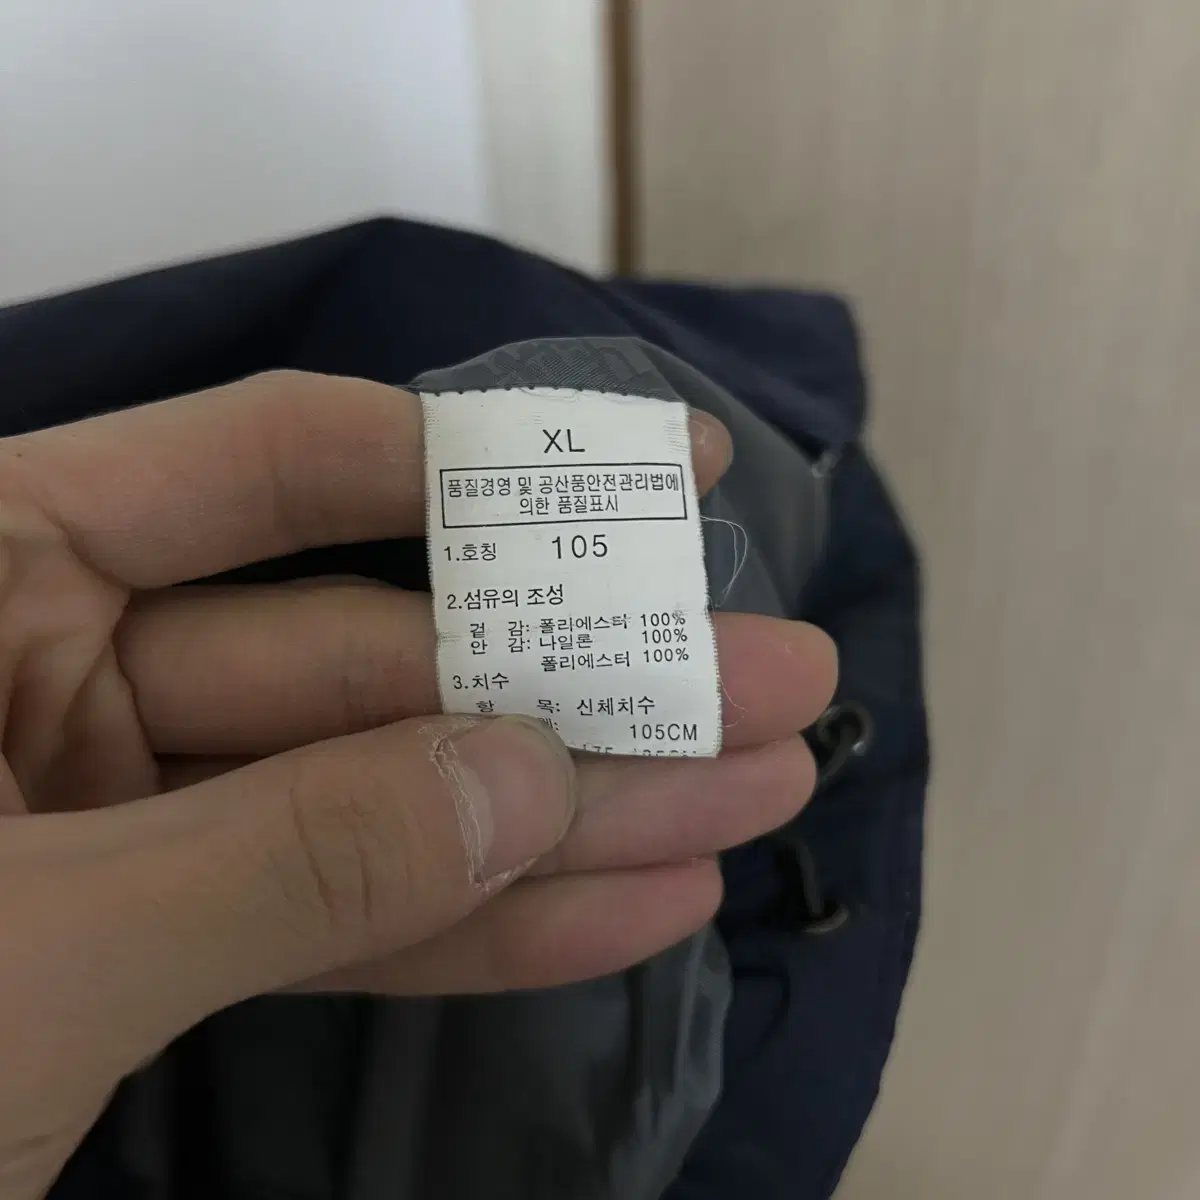 XL
품질경영 및 공산품안전관리법에
의한 품질표시
1.호칭 105
2.섬유의 조성
겉 감: 폴리에스터 100%
안 감: 나일론 100%
폴리에스터 100%
3.치수
항 목: 신체치수
105CM